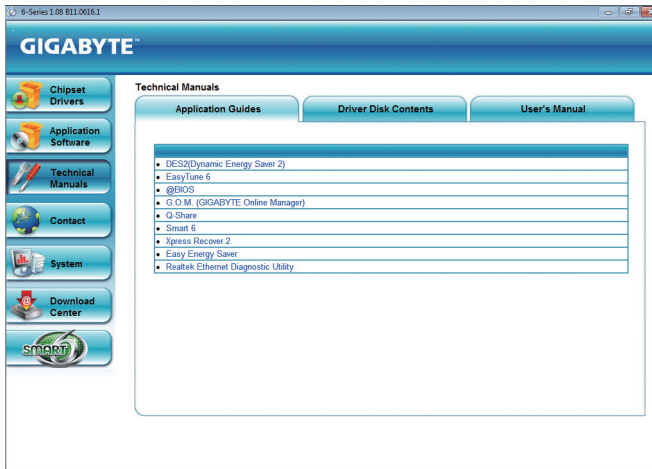 6-Series 1.08 B11.0616.1
GIGABYTE™
Chipset
Drivers
Application
Software
Technical
Manuals
Contact
System
Download
Center
SMART6
Technical Manuals
Application Guides
Driver Disk Contents
User's Manual
• DES2(Dynamic Energy Saver 2)
• EasyTune 6
• @BIOS
• G.O.M. (GIGABYTE Online Manager)
• Q-Share
• Smart 6
• Xpress Recover 2
• Easy Energy Saver
• Realtek Ethernet Diagnostic Utility